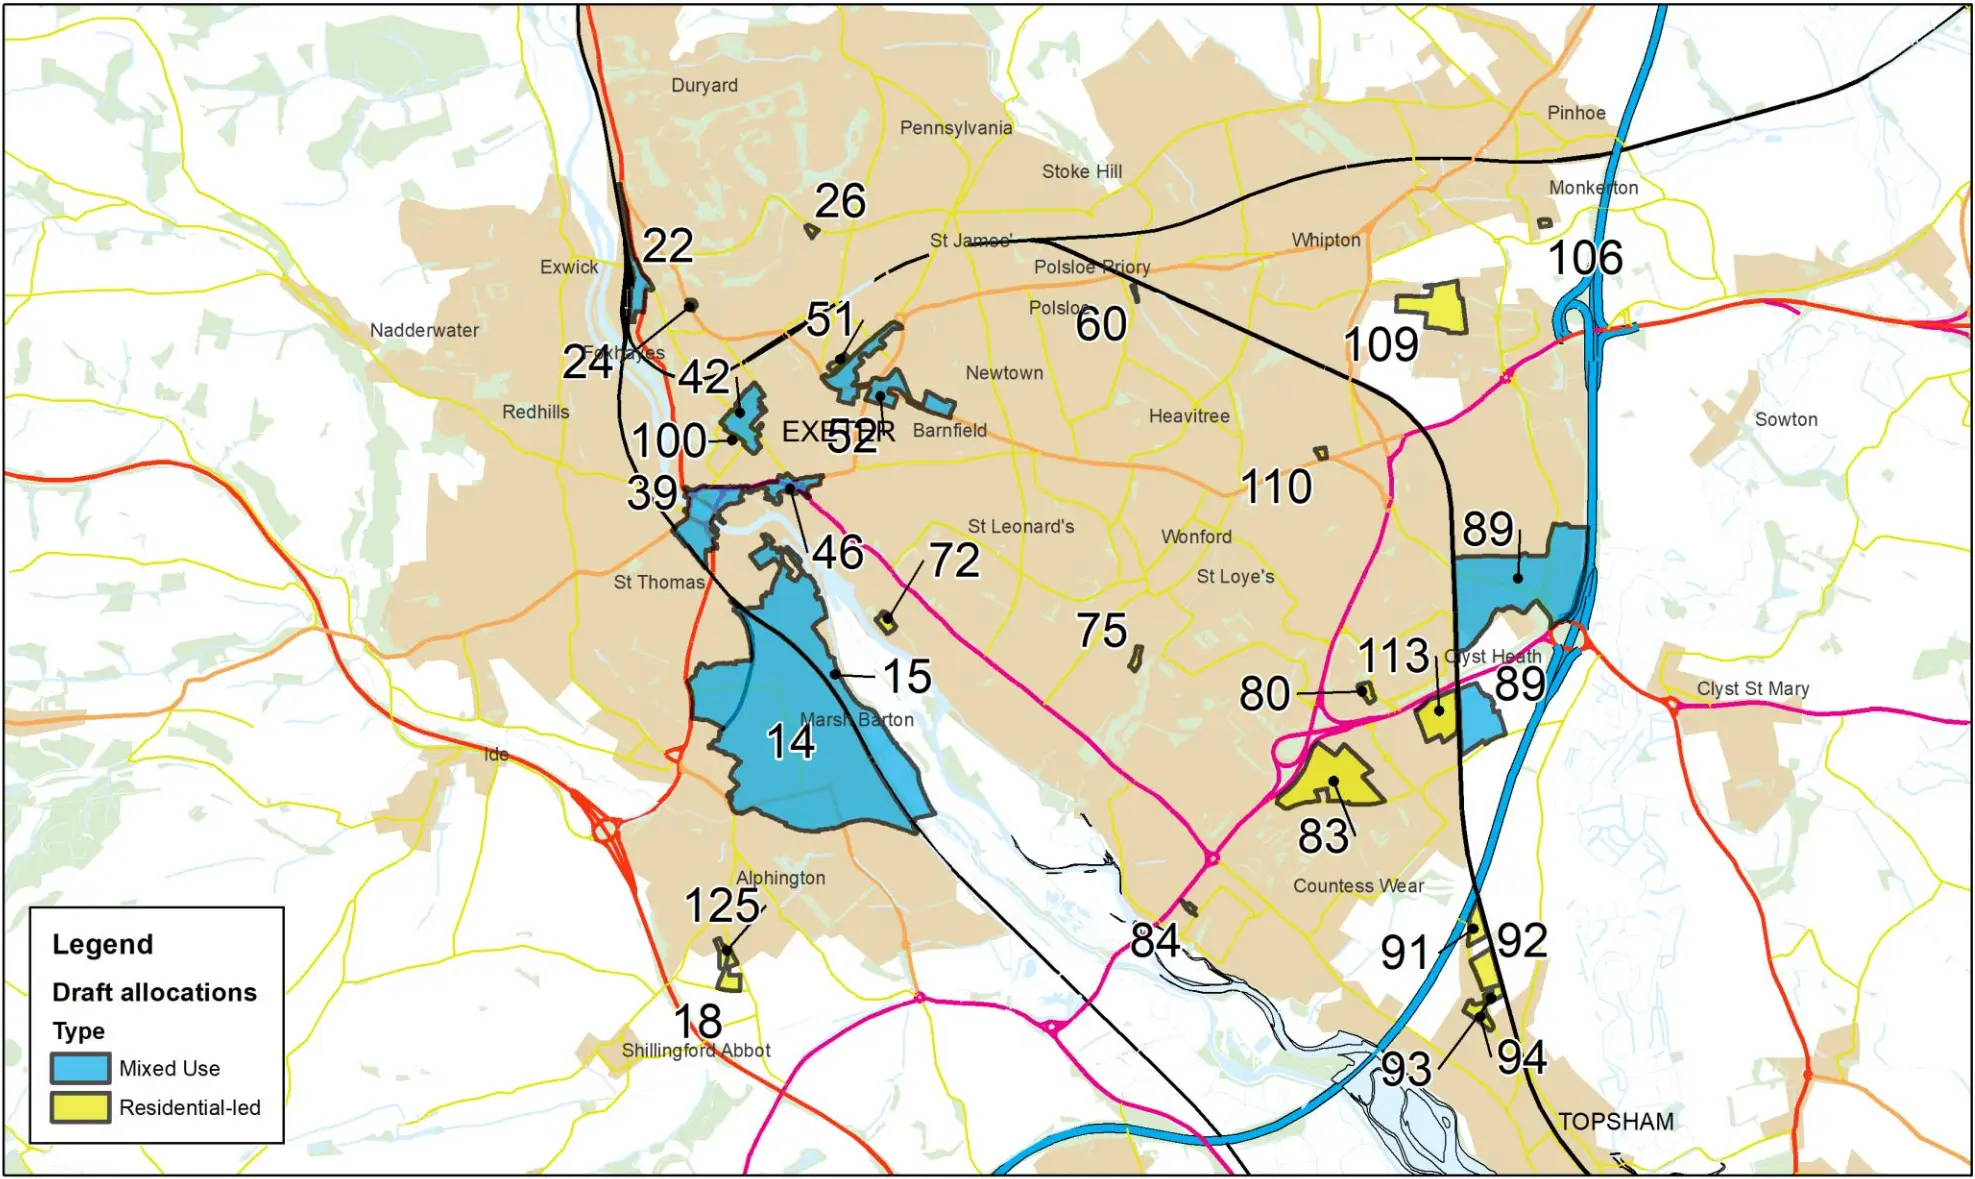 Duryard
Pennsylvania
Pinhoe
Stoke Hill
Monkerton
26
22
St James'
Whipton
Exwick
Polsloe Priory
106
Polsloe
51
60
Nadderwater
24
Foxhayes
109
42
Newtown
Redhills
Heavitree
Sowton
100
EXETER
52
Barnfield
39
110
St Leonard's
Wonford
89
46
72
St Thomas
St Loye's
75
113
Clyst Heath
15
80
89
Clyst St Mary
Marsh Barton
14
Ide
83
Alphington
Countess Wear
125
84
91
92
18
Shillingford Abbot
93
94
TOPSHAM
Legend
Draft allocations
Type
Mixed Use
Residential-led